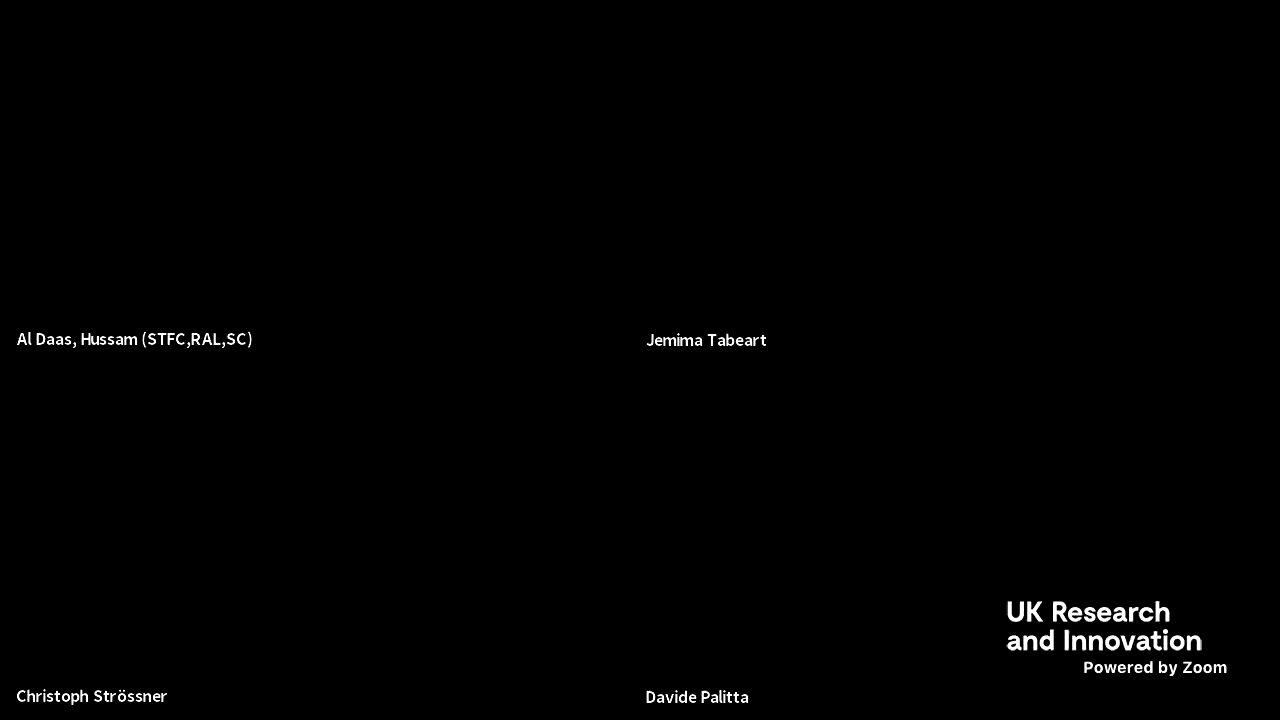 Al Daas, Hussam (STFC,RAL,SC)
Jemima Tabeart
Christoph Strössner
Davide Palitta
UK Research
and Innovation
Powered by Zoom